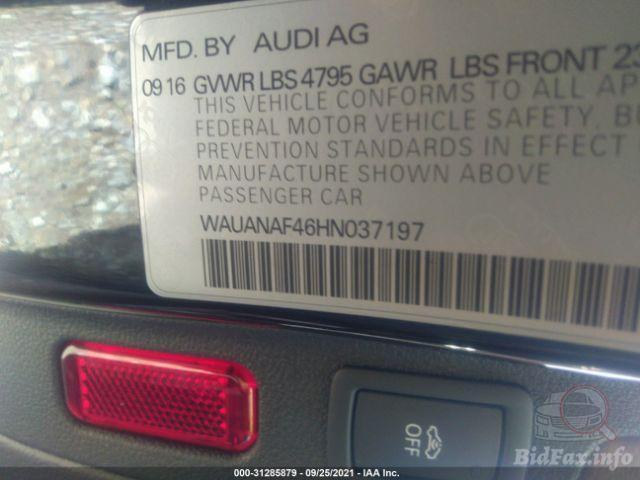 MFD. BY AUDI AG
09 16 GVWR LBS 4795 GAWR LBS FRONT
THIS VEHICLE CONFORMS TO ALL
FEDERAL MOTOR VEHICLE SAFETY,
PREVENTION STANDARDS IN EFFECT
MANUFACTURE SHOWN ABOVE
PASSENGER CAR
WAUANAF46HN037197
OFF
000-31285879 - 09/25/2021 - IAA Inc.
BidFax.info